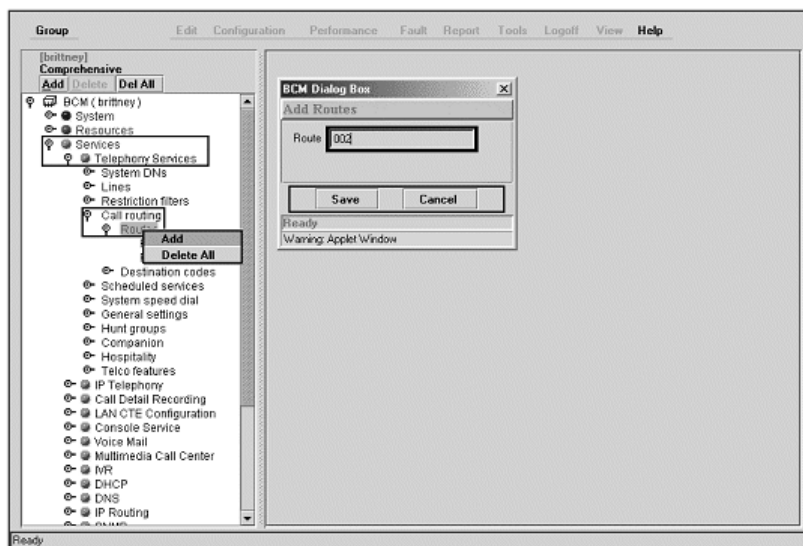 Group Edit Configuration Performance Fault Report Tools Logoff View Help
[brittney]
Comprehensive
Add Delete Del All
BCM ( brittney )
System
Resources
Services
Telephony Services
System DNs
Lines
Restriction filters
Call routing
Add
Delete All
Destination codes
Scheduled services
System speed dial
General settings
Hunt groups
Companion
Hospitality
Telco features
IP Telephony
Call Detail Recording
LAN CTE Configuration
Console Service
Voice Mail
Multimedia Call Center
IVR
DHCP
DNS
IP Routing
BCM Dialog Box
Add Routes
Route 002
Save Cancel
Ready
Warning: Applet Window
Ready